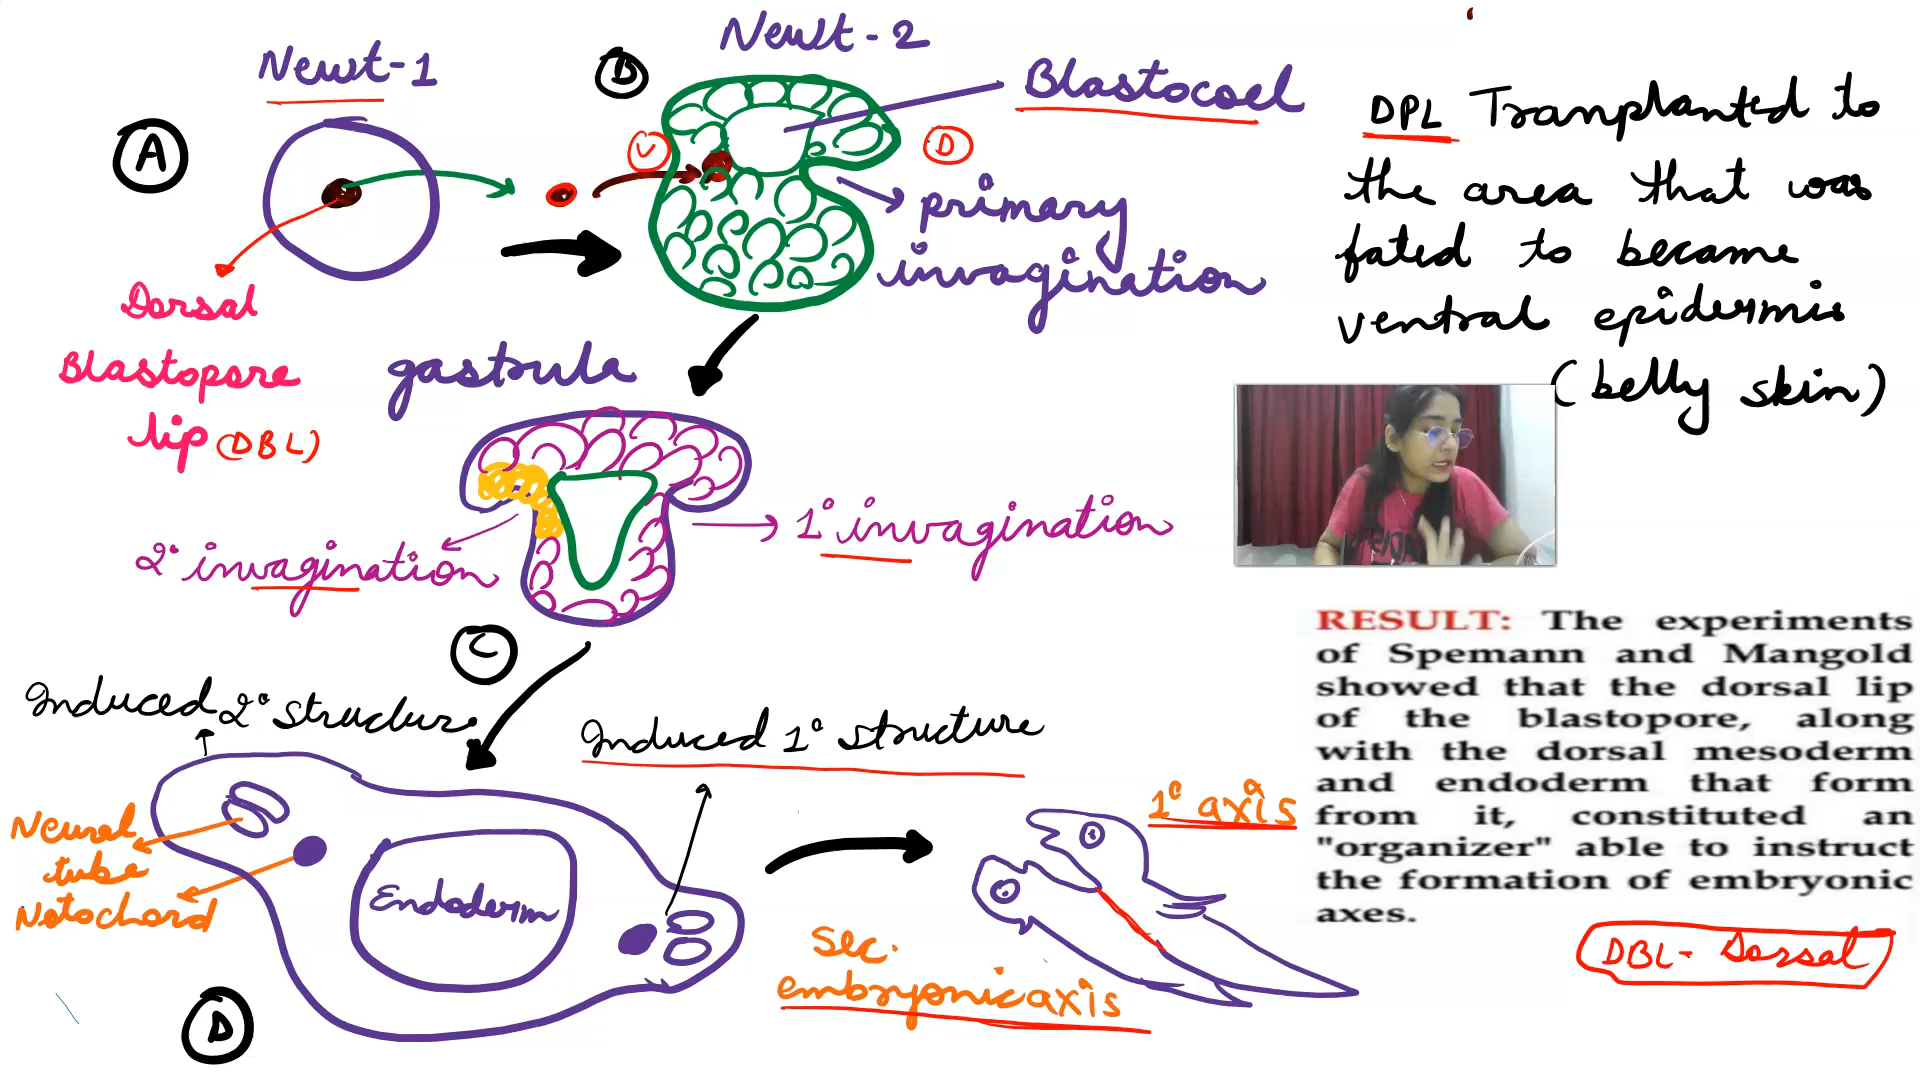 Newt-1
Newt-2
A
B
V
D
Blastocoel
primary
invagination
DPL Tranplanted to
the area that was
fated to became
ventral epidermis
(belly skin)
Dorsal
Blastopore
lip (DBL)
gastrula
2° invagination
1° invagination
C
Induced 2° structur.
Induced 1° structure
Neural
tube
Notochord
Endoderm
1° axis
sec.
embryonic axis
D
RESULT: The experiments
of Spemann and Mangold
showed that the dorsal lip
of the blastopore, along
with the dorsal mesoderm
and endoderm that form
from it, constituted an
"organizer" able to instruct
the formation of embryonic
axes.
DBL - Dorsal